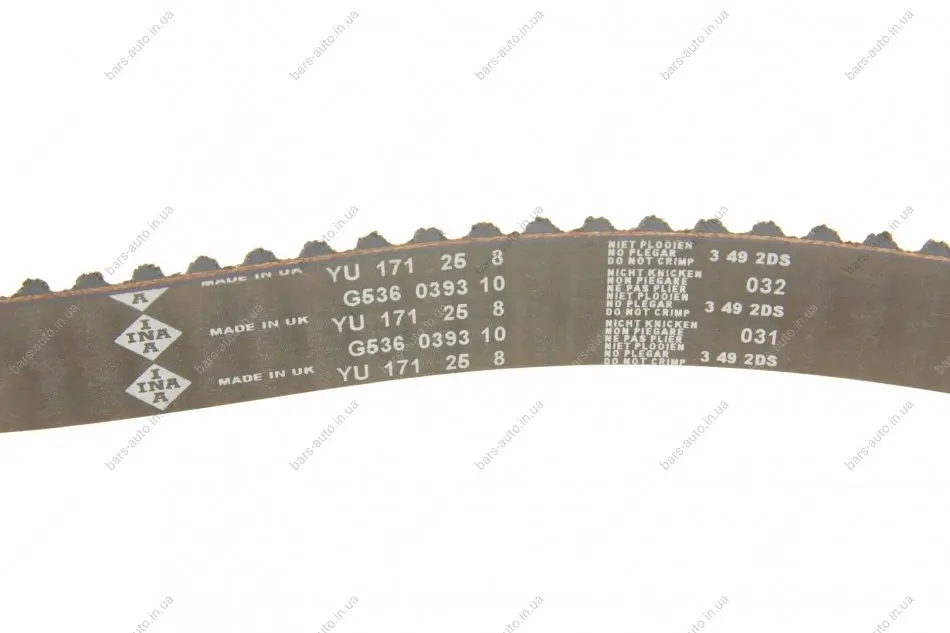 MADE IN UK YU 171 25 8
NIET PLOOIEN
NO PLEGAR
DO NOT CRIMP
3 49 2DS
A
G536 0393 10
NICHT KNICKEN
NON PIEGARE
NE PAS PLIER
032
I
INA
A
MADE IN UK YU 171 25 8
NIET PLOOIEN
NO PLEGAR
DO NOT CRIMP
3 49 2DS
G536 0393 10
NICHT KNICKEN
NON PIEGARE
NE PAS PLIER
031
I
INA
A
MADE IN UK YU 171 25 8
NIET PLOOIEN
NO PLEGAR
DO NOT CRIMP
3 49 2DS
bars-auto.in.ua